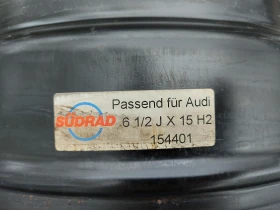 Passend für Audi
SÜDRAD
6 1/2 J X 15 H2
154401